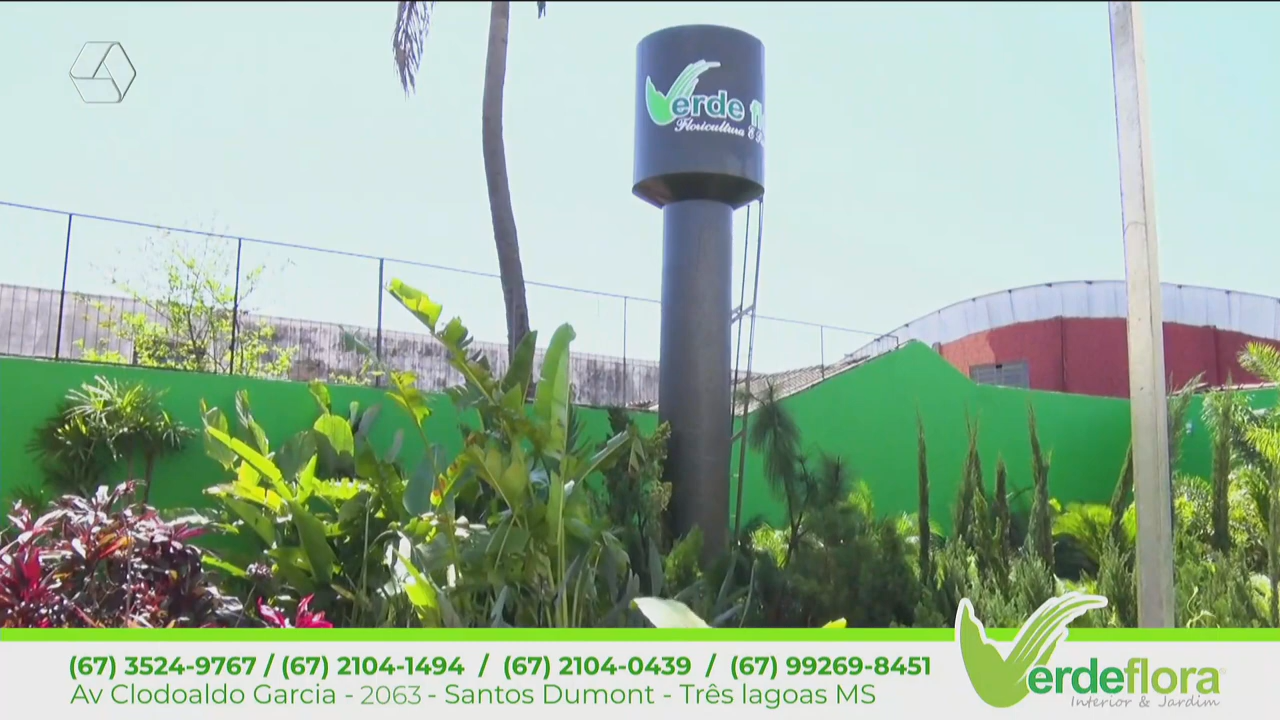 Verde fl
Floricultura &
(67) 3524-9767 / (67) 2104-1494 / (67) 2104-0439 / (67) 99269-8451
Av Clodoaldo Garcia - 2063 - Santos Dumont - Três lagoas MS
Verdeflora
Interior & Jardim